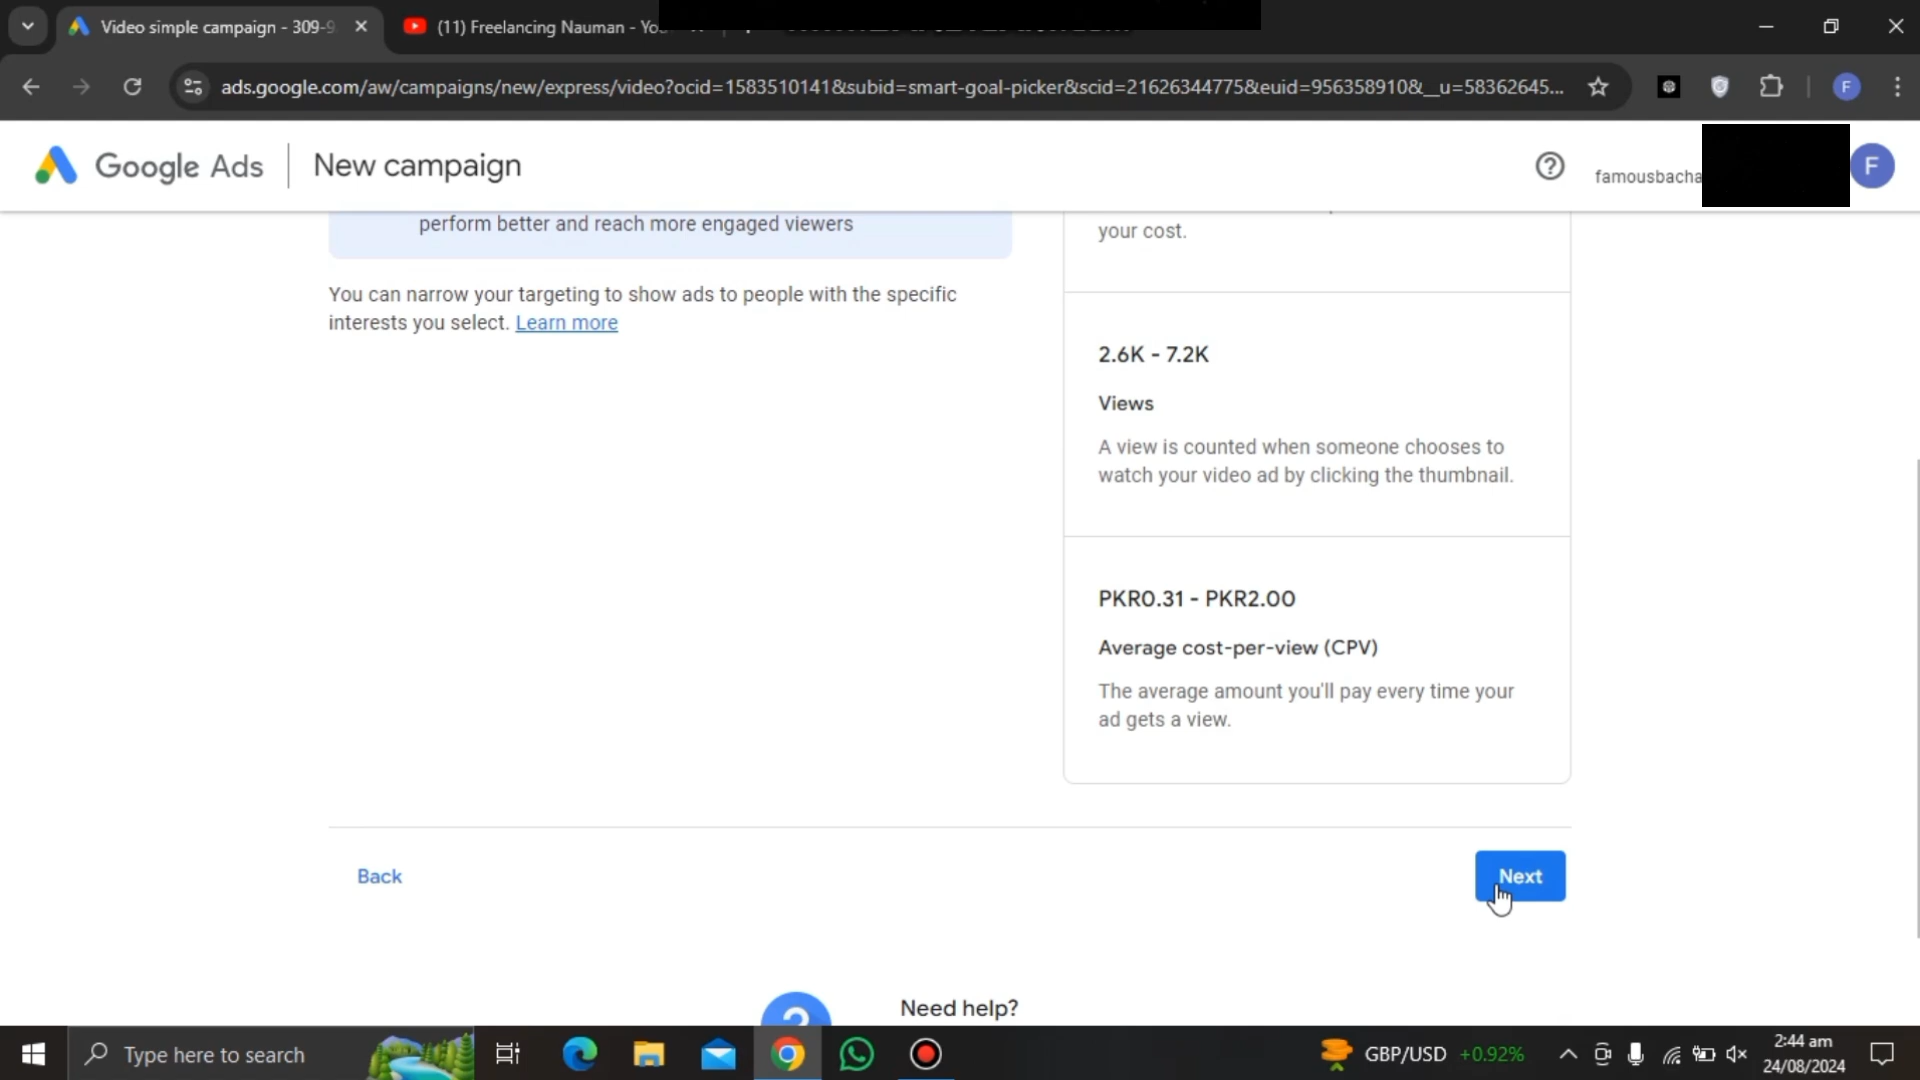 Video simple campaign - 309-9
(11) Freelancing Nauman - Yo
ads.google.com/aw/campaigns/new/express/video?ocid=1583510141&subid=smart-goal-picker&scid=21626344775&euid=956358910&__u=58362645...
F
Google Ads
New campaign
famousbacha
F
perform better and reach more engaged viewers
You can narrow your targeting to show ads to people with the specific
interests you select. Learn more
your cost.
2.6K - 7.2K
Views
A view is counted when someone chooses to
watch your video ad by clicking the thumbnail.
PKR0.31 - PKR2.00
Average cost-per-view (CPV)
The average amount you'll pay every time your
ad gets a view.
Back
Next
Need help?
Type here to search
GBP/USD +0.92%
2:44 am
24/08/2024